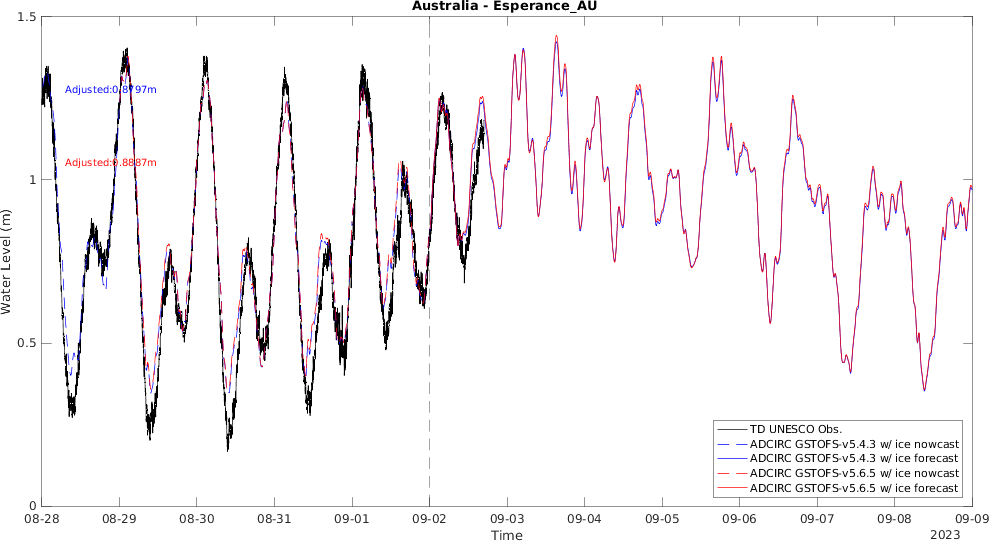 Australia - Esperance_AU
1.5
Adjusted:0.8797m
Adjusted:0.8887m
1
Water Level (m)
0.5
TD UNESCO Obs.
ADCIRC GSTOFS-v5.4.3 w/ ice nowcast
ADCIRC GSTOFS-v5.4.3 w/ ice forecast
ADCIRC GSTOFS-v5.6.5 w/ ice nowcast
ADCIRC GSTOFS-v5.6.5 w/ ice forecast
0
08-28 08-29 08-30 08-31 09-01 09-02 09-03 09-04 09-05 09-06 09-07 09-08 09-09
Time 2023